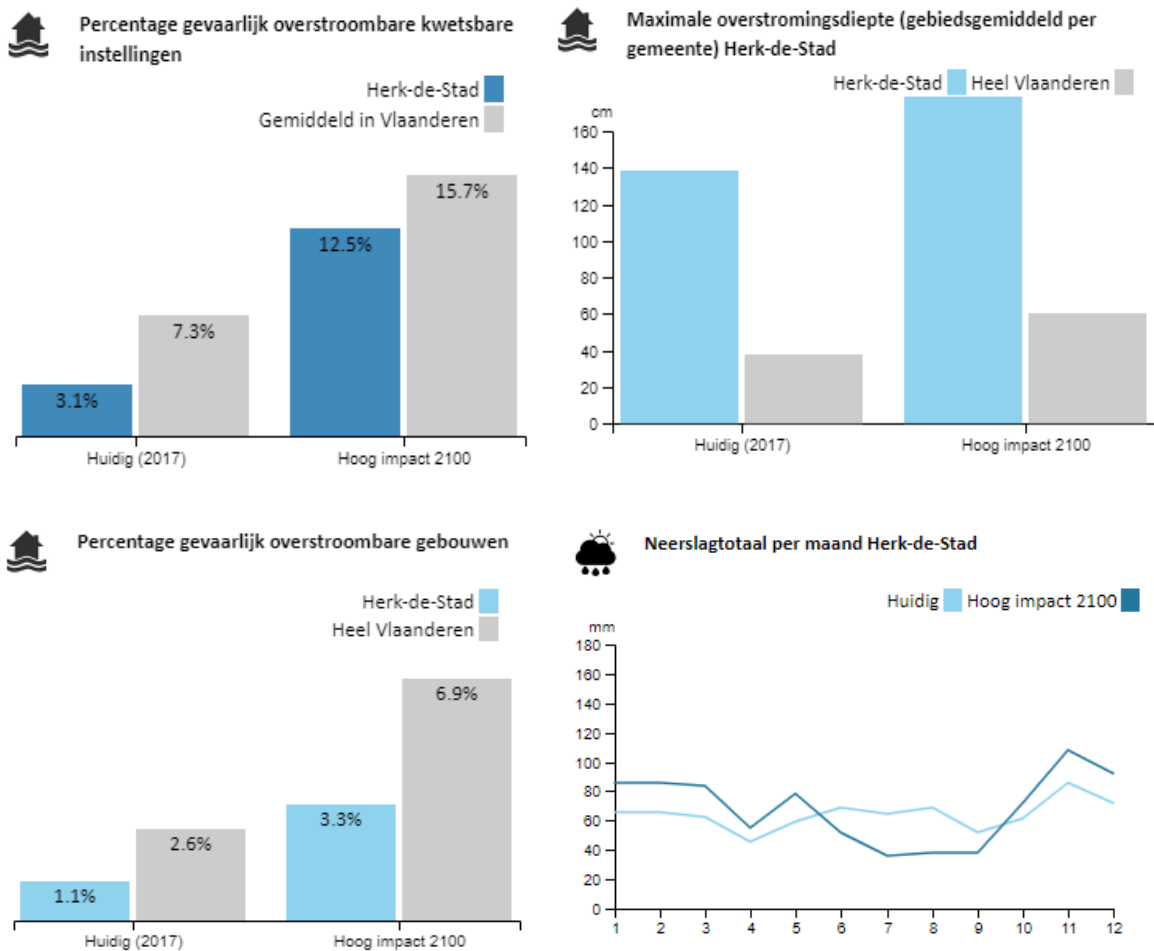 Percentage gevaarlijk overstroombare kwetsbare
instellingen
Herk-de-Stad
Gemiddeld in Vlaanderen
3.1%
7.3%
12.5%
15.7%
Huidig (2017)
Hoog impact 2100
Maximale overstromingsdiepte (gebiedsgemiddeld per
gemeente) Herk-de-Stad
Herk-de-Stad Heel Vlaanderen
cm
160
140
120
100
80
60
40
20
0
Huidig (2017)
Hoog impact 2100
Percentage gevaarlijk overstroombare gebouwen
Herk-de-Stad
Heel Vlaanderen
1.1%
2.6%
3.3%
6.9%
Huidig (2017)
Hoog impact 2100
Neerslagtotaal per maand Herk-de-Stad
Huidig Hoog impact 2100
mm
180
160
140
120
100
80
60
40
20
0
1 2 3 4 5 6 7 8 9 10 11 12